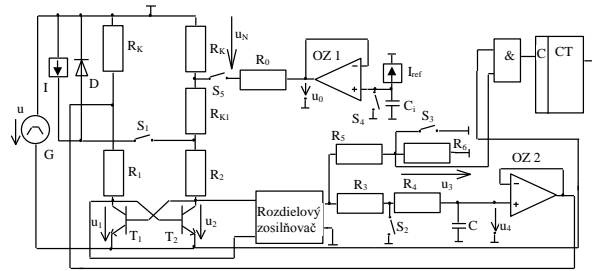 R_K
R_K
u_N
R_0
OZ 1
I_ref
&
C
CT
I
D
S_5
u_0
S_4
C_i
u
G
S_1
R_K1
S_3
R_5
R_6
OZ 2
R_1
R_2
R_3
R_4
u_3
u_1
T_1
T_2
u_2
Rozdielový
zosilňovač
S_2
C
u_4